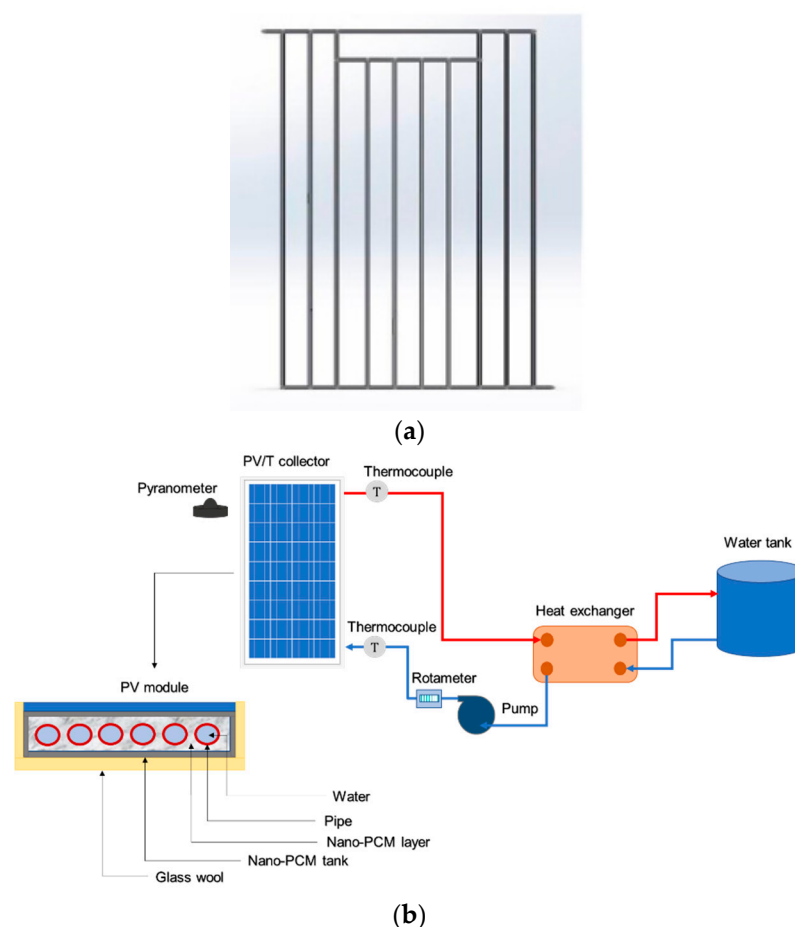 (a)
PV/T collector
Thermocouple
Pyranometer
T
Water tank
Heat exchanger
Thermocouple
T
Rotameter
Pump
PV module
Water
Pipe
Nano-PCM layer
Nano-PCM tank
Glass wool
(b)